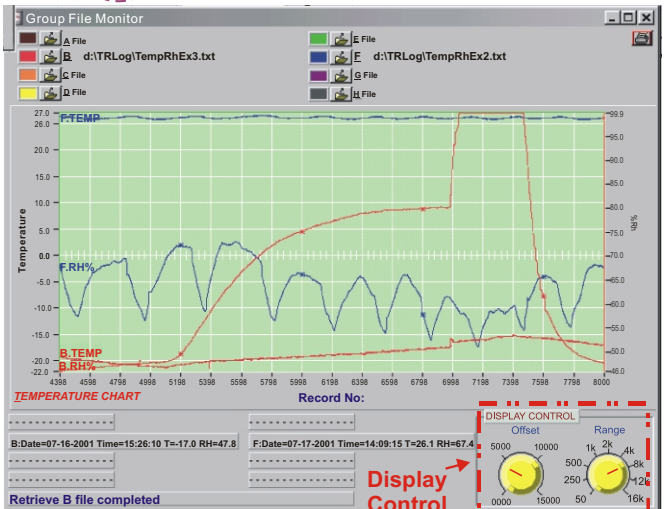 Group File Monitor
A File
E File
B d:\TRLog\TempRhEx3.txt
F d:\TRLog\TempRhEx2.txt
C File
G File
D File
H File
27.0
26.0
20.0
15.0
10.0
5.0
0.0
-5.0
-10.0
-15.0
-20.0
-22.0
Temperature
F.TEMP
F.RH%
B.TEMP
B.RH%
99.9
95.0
90.0
85.0
80.0
75.0
70.0
65.0
60.0
55.0
50.0
46.0
%Rh
4398 4598 4798 4998 5198 5398 5598 5998 6198 6398 6598 6798 6998 7198 7398 7598 7798 8000
TEMPERATURE CHART
Record No:
B:Date=07-16-2001 Time=15:26:10 T=-17.0 RH=47.8
F:Date=07-17-2001 Time=14:09:15 T=26.1 RH=67.4
Retrieve B file completed
Display
Control
DISPLAY CONTROL
Offset
5000
10000
0000
15000
Range
50
250
500
1k
2k
4k
8k
12k
16k